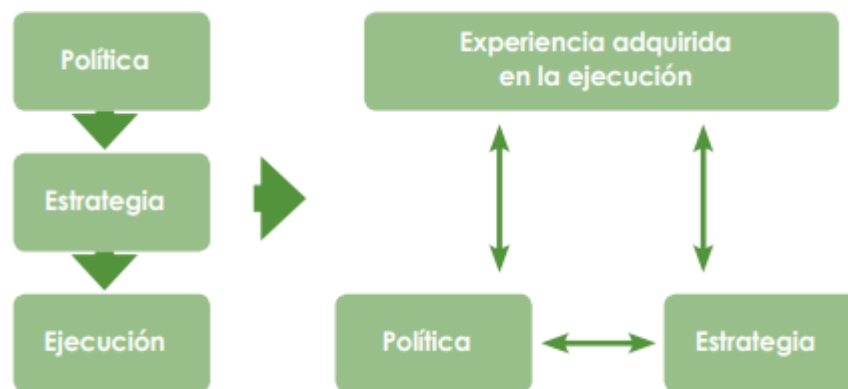 Política
Estrategia
Ejecución
Experiencia adquirida
en la ejecución
Política
Estrategia